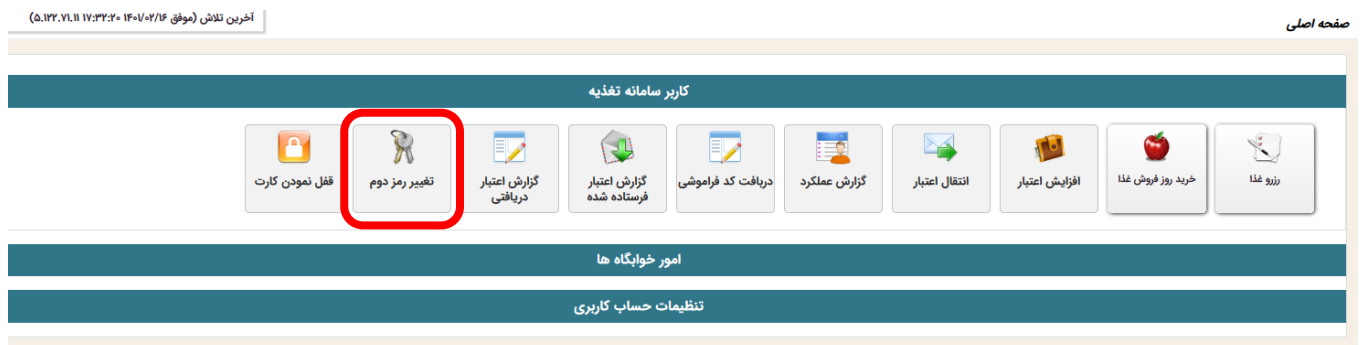 آخرین تلاش (موفق ۱۴۰۱/۰۲/۱۶ ۱۷:۳۲:۲۰ ۵.۱۲۲.۷۱.۱۱)
صفحه اصلی
کاربر سامانه تغذیه
رزرو غذا
خرید روز فروش غذا
افزایش اعتبار
انتقال اعتبار
گزارش عملکرد
دریافت کد فراموشی
گزارش اعتبار
فرستاده شده
گزارش اعتبار
دریافتی
تغییر رمز دوم
قفل نمودن کارت
امور خوابگاه ها
تنظیمات حساب کاربری